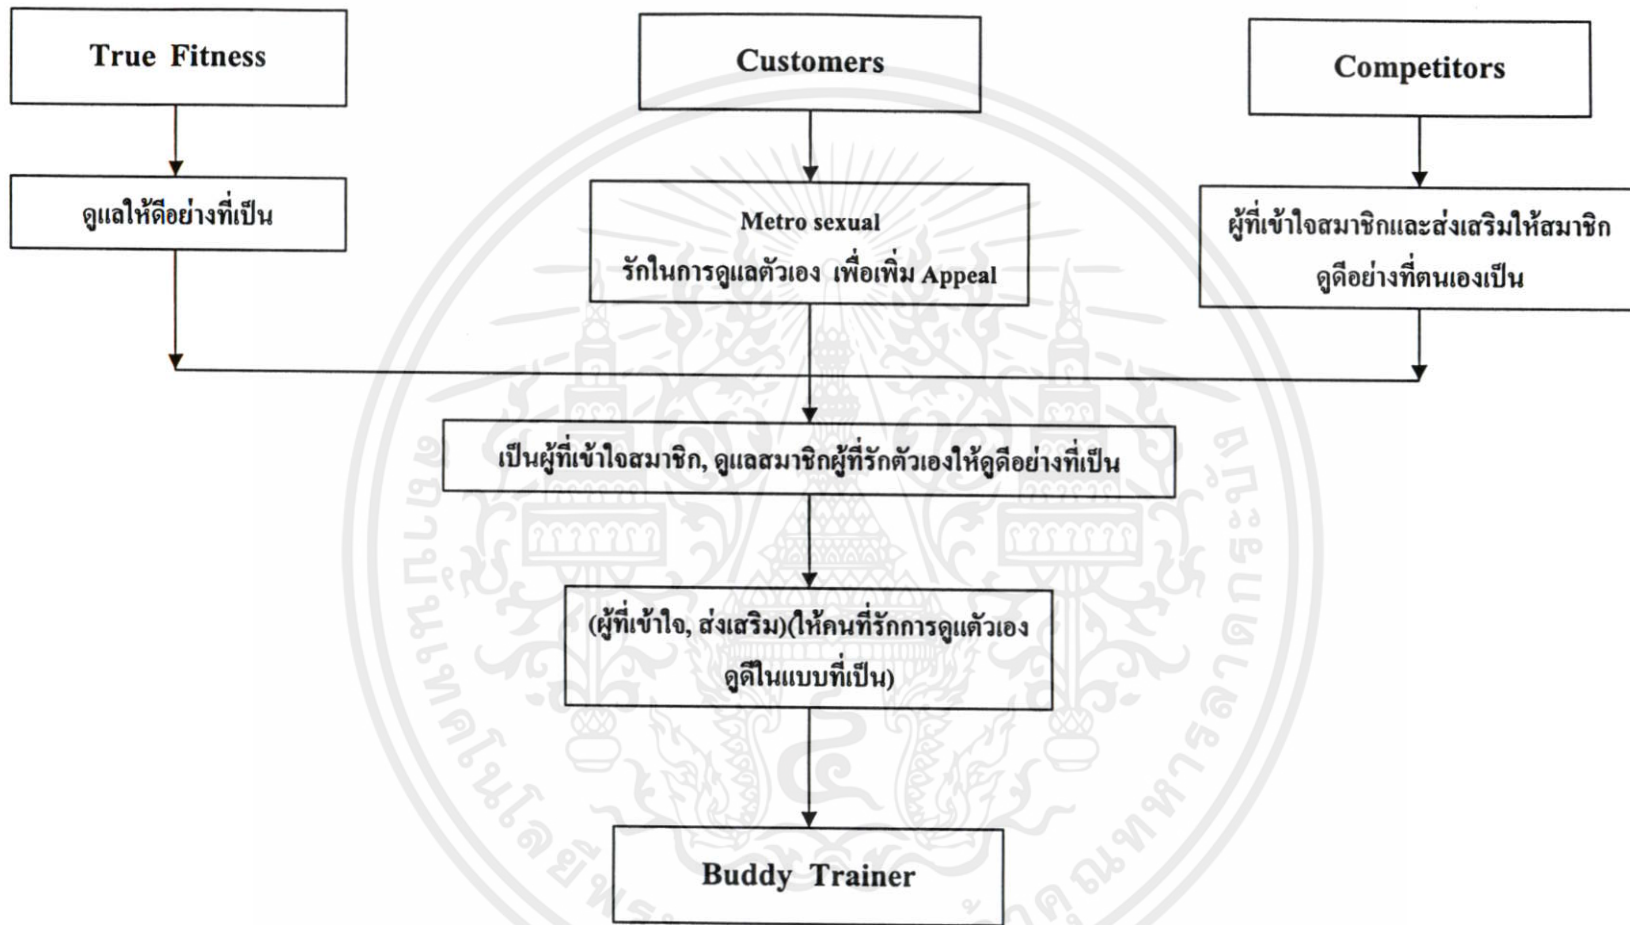 True Fitness
Customers
Competitors
ดูแลให้ดีอย่างที่เป็น
Metro sexual
รักในการดูแลตัวเอง เพื่อเพิ่ม Appeal
ผู้ที่เข้าใจสมาชิกและส่งเสริมให้สมาชิก
ดูดีอย่างที่ตนเองเป็น
เป็นผู้ที่เข้าใจสมาชิก, ดูแลสมาชิกผู้ที่รักตัวเองให้ดูดีอย่างที่เป็น
(ผู้ที่เข้าใจ, ส่งเสริม)(ให้คนที่รักการดูแตัวเอง
ดูดีในแบบที่เป็น)
Buddy Trainer